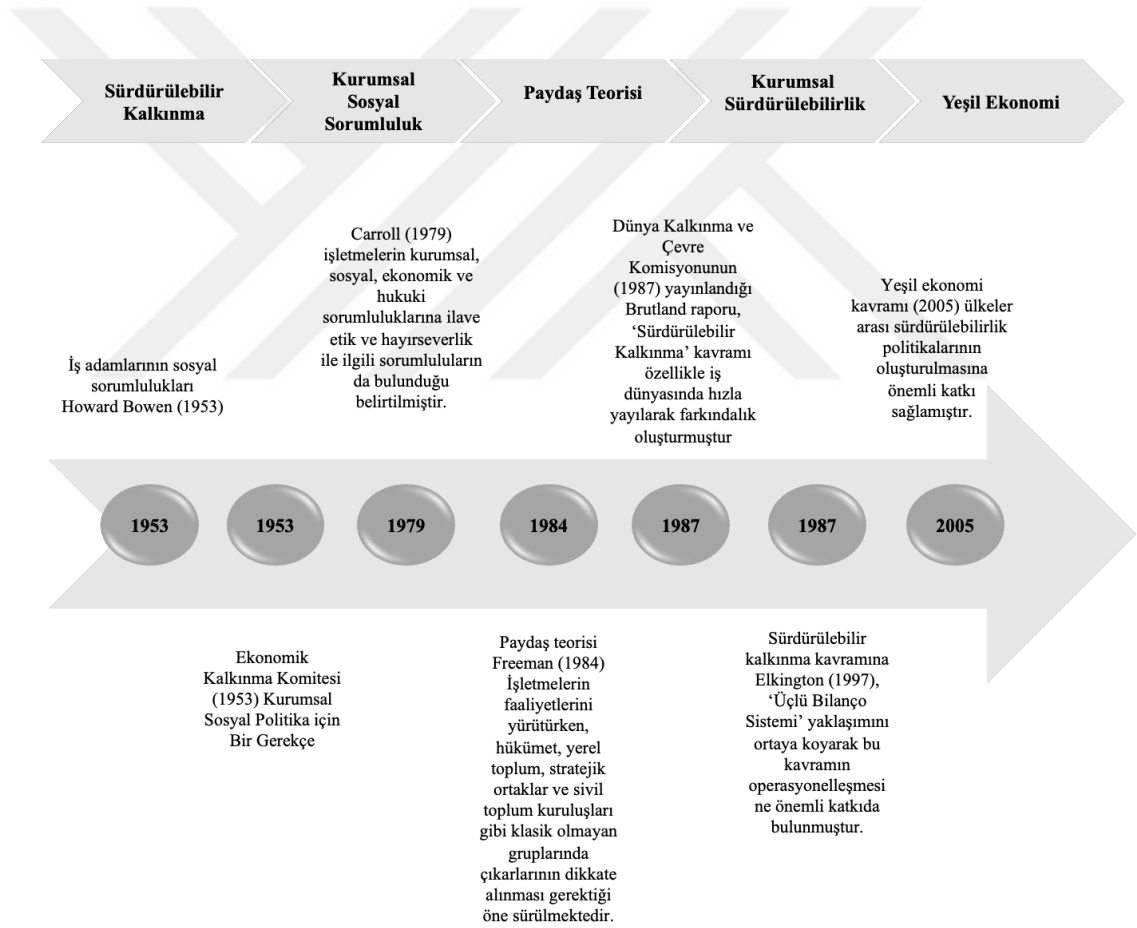 Sürdürülebilir
Kalkınma
Kurumsal
Sosyal
Sorumluluk
Paydaş Teorisi
Kurumsal
Sürdürülebilirlik
Yeşil Ekonomi
İş adamlarının sosyal
sorumlulukları
Howard Bowen (1953)
Carroll (1979)
işletmelerin kurumsal,
sosyal, ekonomik ve
hukuki
sorumluluklarına ilave
etik ve hayırseverlik
ile ilgili sorumluluların
da bulunduğu
belirtilmiştir.
Dünya Kalkınma ve
Çevre
Komisyonunun
(1987) yayınlandığı
Brutland raporu,
‘Sürdürülebilir
Kalkınma’ kavramı
özellikle iş
dünyasında hızla
yayılarak farkındalık
oluşturmuştur
Yeşil ekonomi
kavramı (2005) ülkeler
arası sürdürülebilirlik
politikalarının
oluşturulmasına
önemli katkı
sağlamıştır.
1953
1953
1979
1984
1987
1987
2005
Ekonomik
Kalkınma Komitesi
(1953) Kurumsal
Sosyal Politika için
Bir Gerekçe
Paydaş teorisi
Freeman (1984)
İşletmelerin
faaliyetlerini
yürütürken,
hükümet, yerel
toplum, stratejik
ortaklar ve sivil
toplum kuruluşları
gibi klasik olmayan
gruplarında
çıkarlarının dikkate
alınması gerektiği
öne sürülmektedir.
Sürdürülebilir
kalkınma kavramına
Elkington (1997),
‘Üçlü Bilanço
Sistemi’ yaklaşımını
ortaya koyarak bu
kavramın
operasyonelleşmesi
ne önemli katkıda
bulunmuştur.